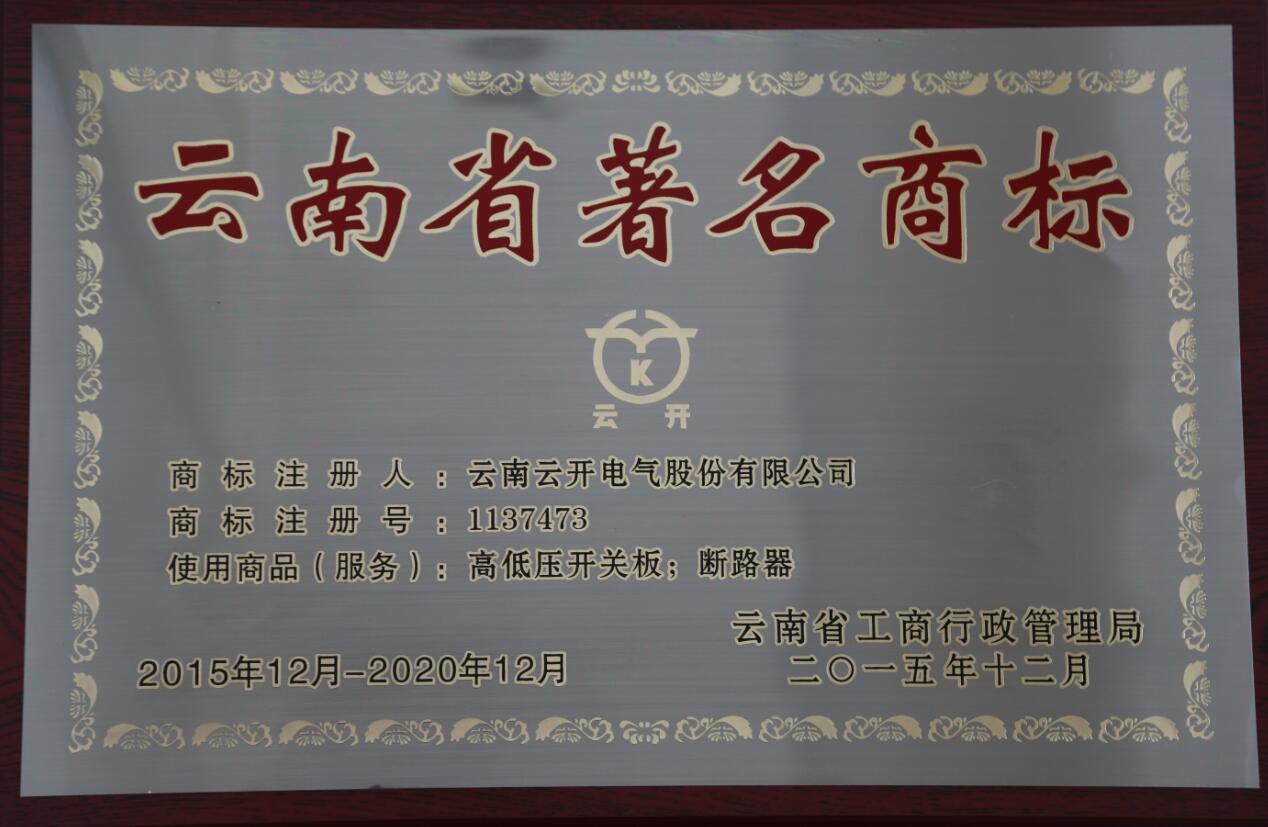 云南省著名商标
K
云开
商标注册人：云南云开电气股份有限公司
商标注册号：1137473
使用商品（服务）：高低压开关板；断路器
云南省工商行政管理局
2015年12月-2020年12月
二〇一五年十二月